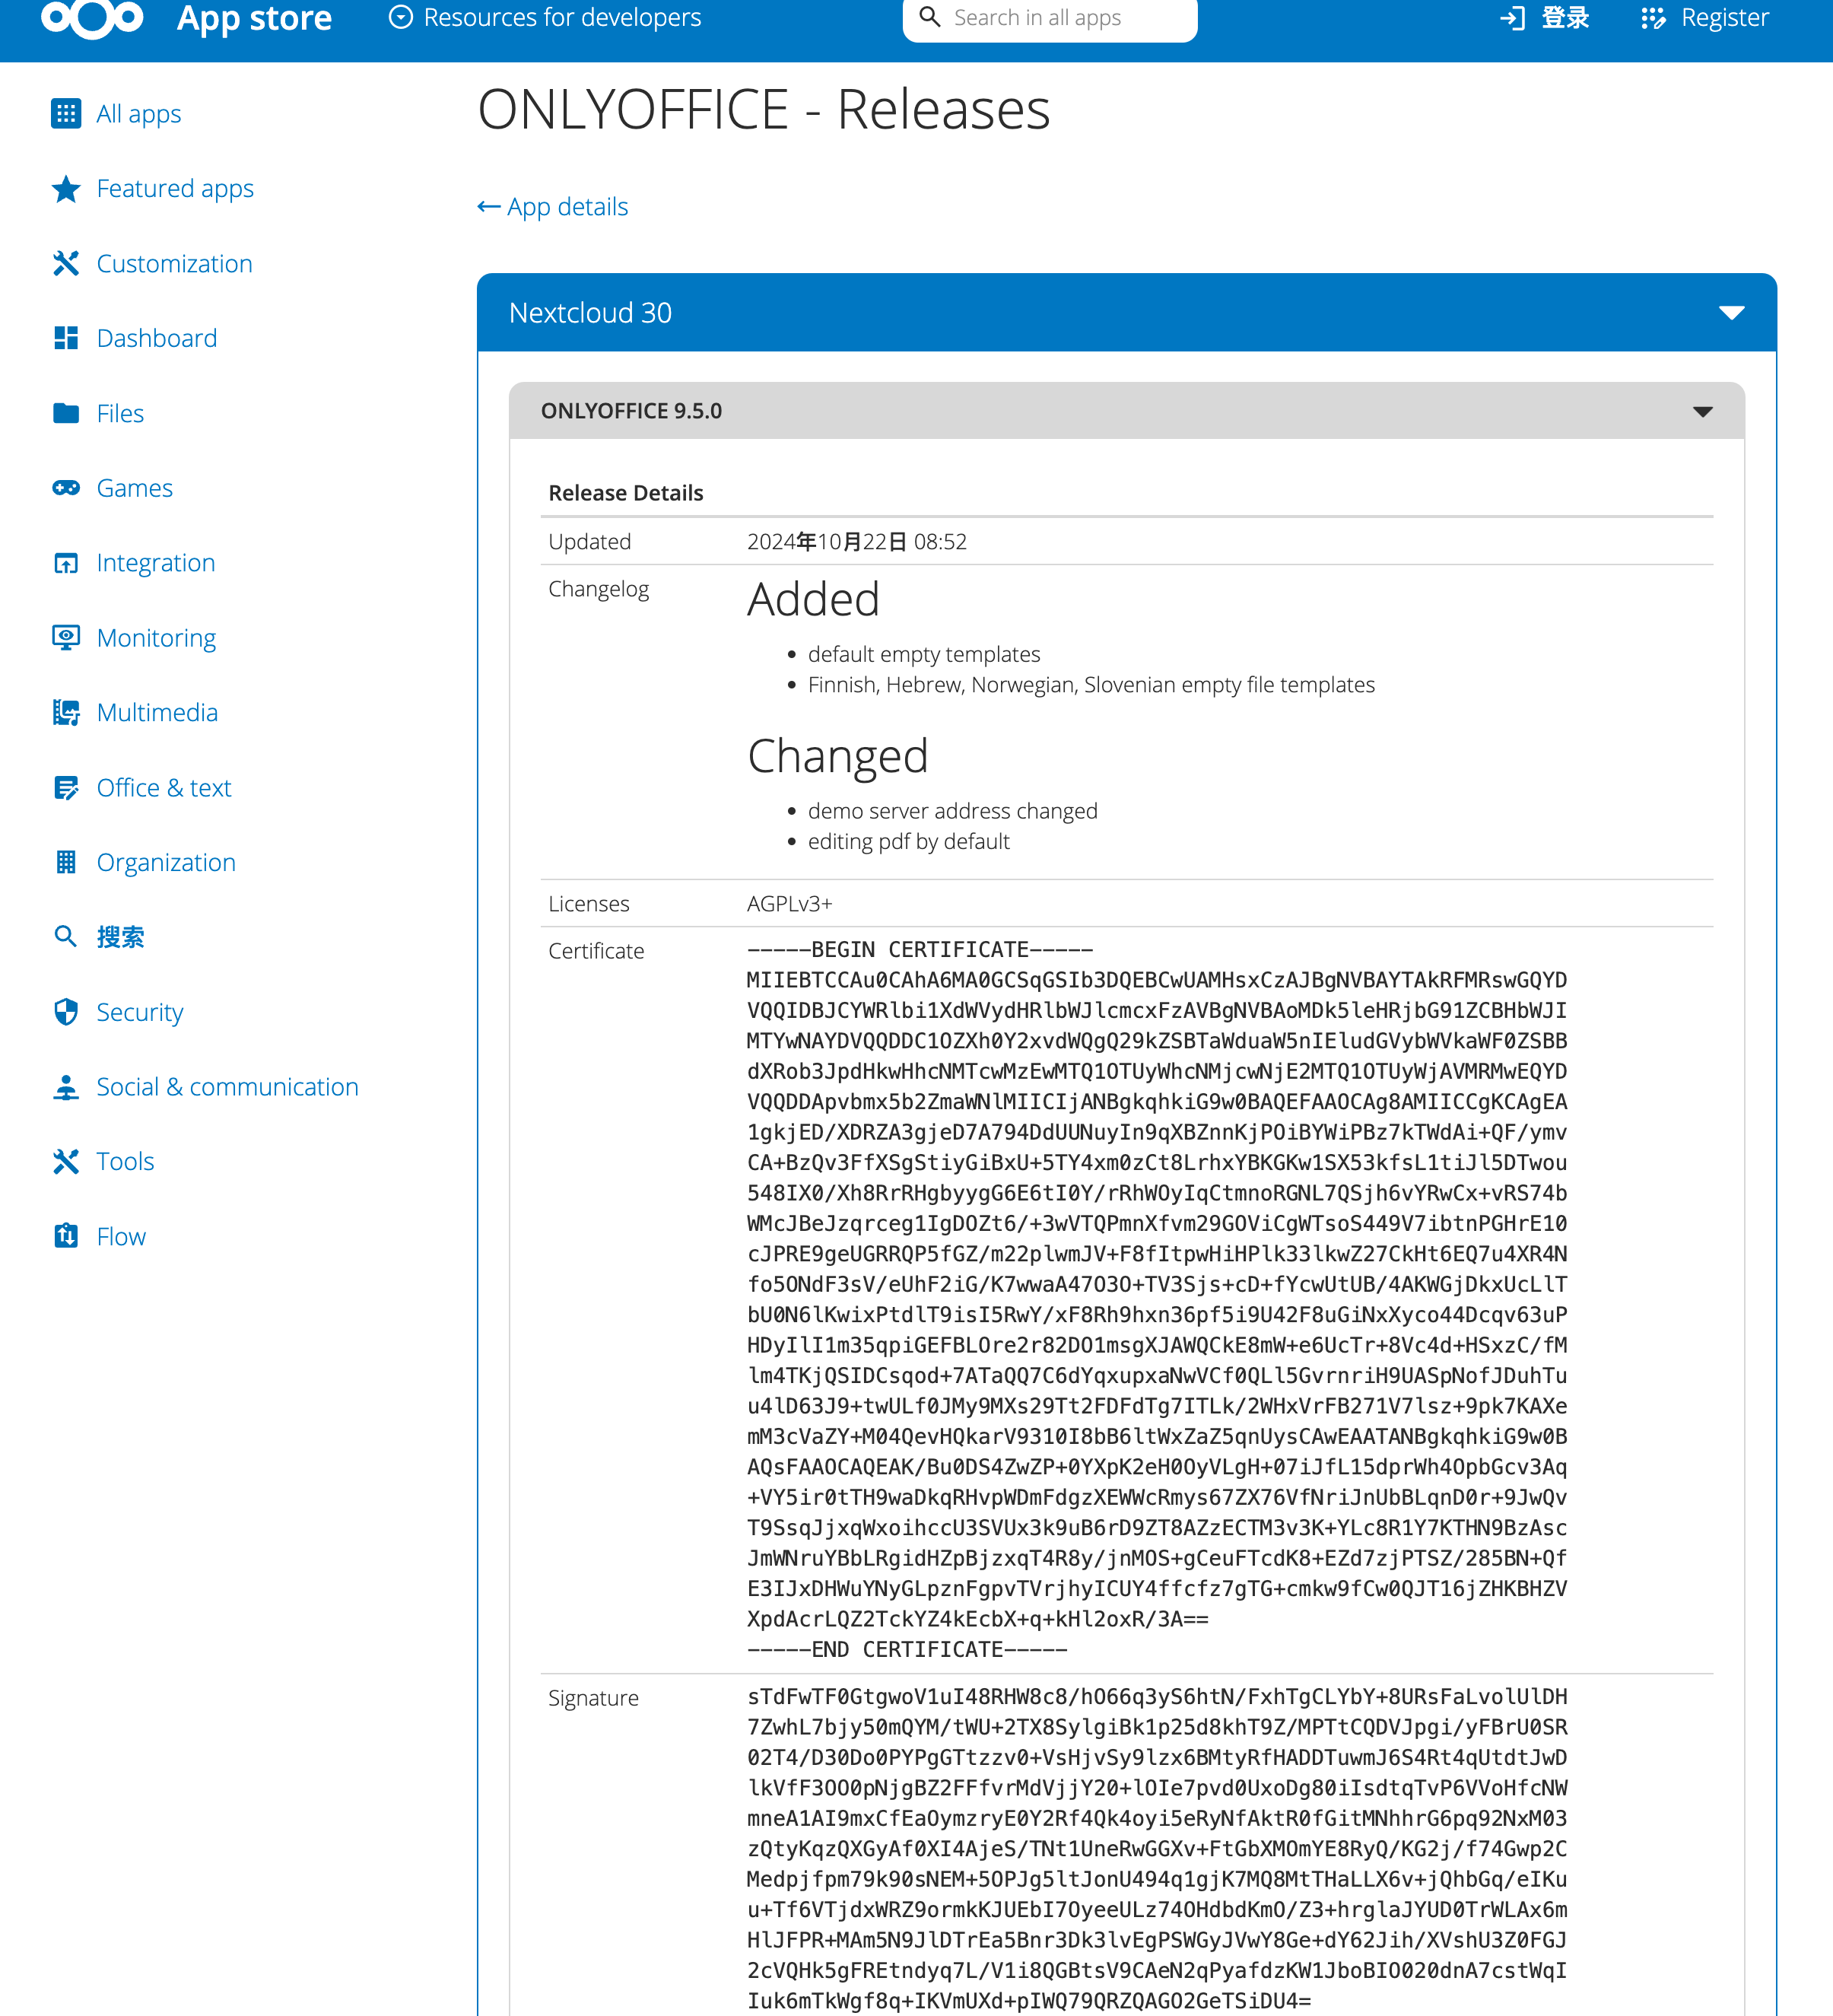 App store
Resources for developers
Search in all apps
登录
Register
All apps
Featured apps
Customization
Dashboard
Files
Games
Integration
Monitoring
Multimedia
Office & text
Organization
搜索
Security
Social & communication
Tools
Flow
ONLYOFFICE - Releases
← App details
Nextcloud 30
ONLYOFFICE 9.5.0
Release Details
Updated 2024年10月22日 08:52
Changelog
Added
• default empty templates
• Finnish, Hebrew, Norwegian, Slovenian empty file templates
Changed
• demo server address changed
• editing pdf by default
Licenses AGPLv3+
Certificate
-----BEGIN CERTIFICATE-----
MIIEBTCCAu0CAhA6MA0GCSqGSIb3DQEBCwUAMHsxCzAJBgNVBAYTAkRFMRswGQYD
VQQIDBJCYWRlbi1XdWVydHRlbWJlcmcxFzAVBgNVBAoMDk5leHRjbG91ZCBHbWJI
MTYwNAYDVQQDDC1OZXh0Y2xvdWQgQ29kZSBTaWduaW5nIEludGVybWVkaWF0ZSBB
dXRob3JpdHkwHhcNMTcwMzEwMTQ1OTUyWhcNMjcwNjE2MTQ1OTUyWjAVMRMwEQYD
VQQDDApvbmx5b2ZmaWNlMIICIjANBgkqhkiG9w0BAQEFAAOCAg8AMIICCgKCAgEA
1gkjED/XDRZA3gjeD7A794DdUUNuyIn9qXBZnnKjPOiBYWiPBz7kTWdAi+QF/ymv
CA+BzQv3FfXSgStiyGiBxU+5TY4xm0zCt8LrhxYBKGKw1SX53kfsL1tiJl5DTwou
548IX0/Xh8RrRHgbyygG6E6tI0Y/rRhWOyIqCtmnoRGNL7QSjh6vYRwCx+vRS74b
WMcJBeJzqrceg1IgDOZt6/+3wVTQPmnXfvm29GOViCgWTsoS449V7ibtnPGHrE10
cJPRE9geUGRRQP5fGZ/m22plwmJV+F8fItpwHiHPlk33lkwZ27CkHt6EQ7u4XR4N
fo5ONdF3sV/eUhF2iG/K7wwaA47O3O+TV3Sjs+cD+fYcwUtUB/4AKWGjDkxUcLlT
bU0N6lKwixPtdlT9isI5RwY/xF8Rh9hxn36pf5i9U42F8uGiNxXyco44Dcqv63uP
HDyIlI1m35qpiGEFBLOre2r82DO1msgXJAWQCkE8mW+e6UcTr+8Vc4d+HSxzC/fM
lm4TKjQSIDCsqod+7ATaQQ7C6dYqxupxaNwVCf0QLl5GvrnriH9UASpNofJDuhTu
u4lD63J9+twULf0JMy9MXs29Tt2FDFdTg7ITLk/2WHxVrFB271V7lsz+9pk7KAXe
mM3cVaZY+M04QevHQkarV9310I8bB6ltWxZaZ5qnUysCAwEAATANBgkqhkiG9w0B
AQsFAAOCAQEAK/Bu0DS4ZwZP+0YXpK2eH0OyVLgH+07iJfL15dprWh4OpbGcv3Aq
+VY5ir0tTH9waDkqRHvpWDmFdgzXEWWcRmys67ZX76VfNriJnUbBLqnD0r+9JwQv
T9SsqJjxqWxoihccU3SVUx3k9uB6rD9ZT8AZzECTM3v3K+YLc8R1Y7KTHN9BzAsc
JmWNruYBbLRgidHZpBjzxqT4R8y/jnMOS+gCeuFTcdK8+EZd7zjPTSZ/285BN+Qf
E3IJxDHWuYNyGLpznFgpvTVrjhyICUY4ffcfz7gTG+cmkw9fCw0QJT16jZHKBHZV
XpdAcrLQZ2TckYZ4kEcbX+q+kHl2oxR/3A==
-----END CERTIFICATE-----
Signature
sTdFwTF0GtgwoV1uI48RHW8c8/hO66q3yS6htN/FxhTgCLYbY+8URsFaLvolUlDH
7ZwhL7bjy50mQYM/tWU+2TX8SylgiBk1p25d8khT9Z/MPTtCQDVJpgi/yFBrU0SR
02T4/D30Do0PYPgGTtzzv0+VsHjvSy9lzx6BMtyRfHADDTuwmJ6S4Rt4qUtdtJwD
lkVfF3OO0pNjgBZ2FFfvrMdVjjY20+lOIe7pvd0UxoDg80iIsdtqTvP6VVoHfcNW
mneA1AI9mxCfEaOymzryE0Y2Rf4Qk4oyi5eRyNfAktR0fGitMNhhrG6pq92NxM03
zQtyKqzQXGyAf0XI4AjeS/TNt1UneRwGGXv+FtGbXMOmYE8RyQ/KG2j/f74Gwp2C
Medpjfpm79k90sNEM+5OPJg5ltJonU494q1gjK7MQ8MtTHaLLX6v+jQhbGq/eIKu
u+Tf6VTjdxWRZ9ormkKJUEbI7OyeeULz74OHdbdKmO/Z3+hrglaJYUD0TrWLAx6m
HlJFPR+MAm5N9JlDTrEa5Bnr3Dk3lvEgPSWGyJVwY8Ge+dY62Jih/XVshU3Z0FGJ
2cVQHk5gFREtndyq7L/V1i8QGBtsV9CAeN2qPyafdzKW1JboBIO020dnA7cstWqI
Iuk6mTkWgf8q+IKVmUXd+pIWQ79QRZQAGO2GeTSiDU4=